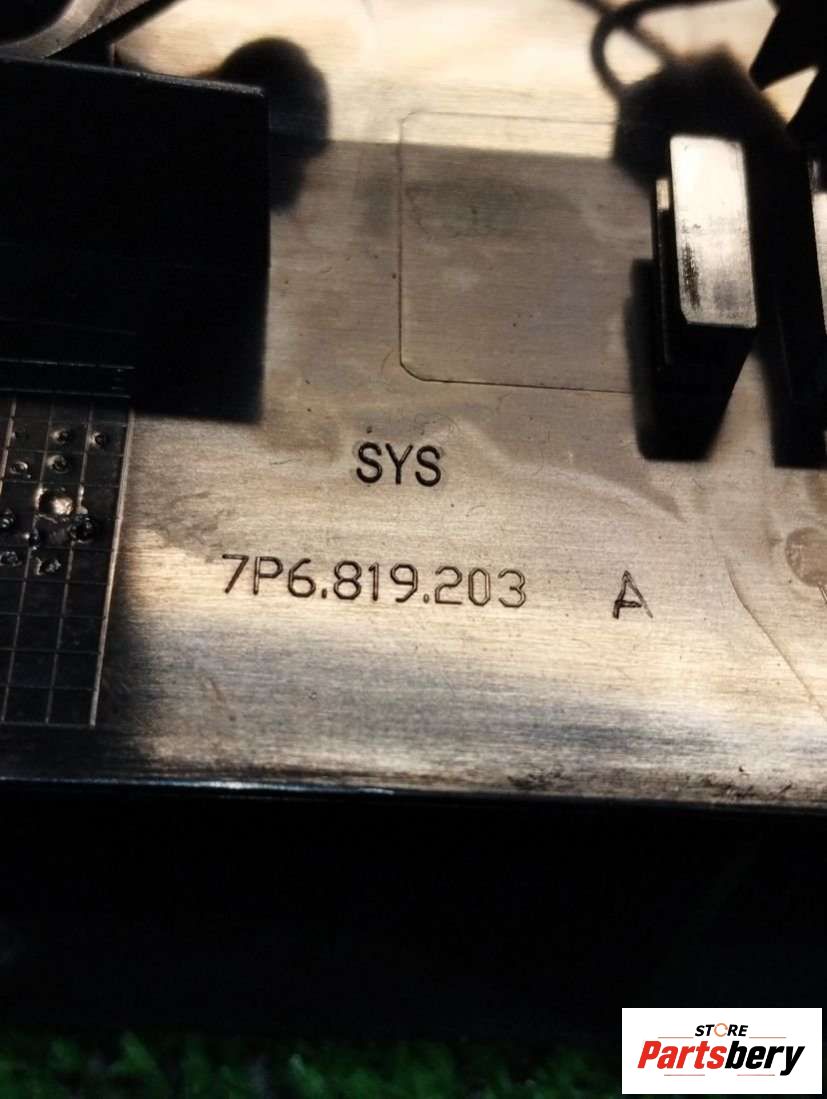 SYS
7P6.819.203 A
STORE
Partsbery